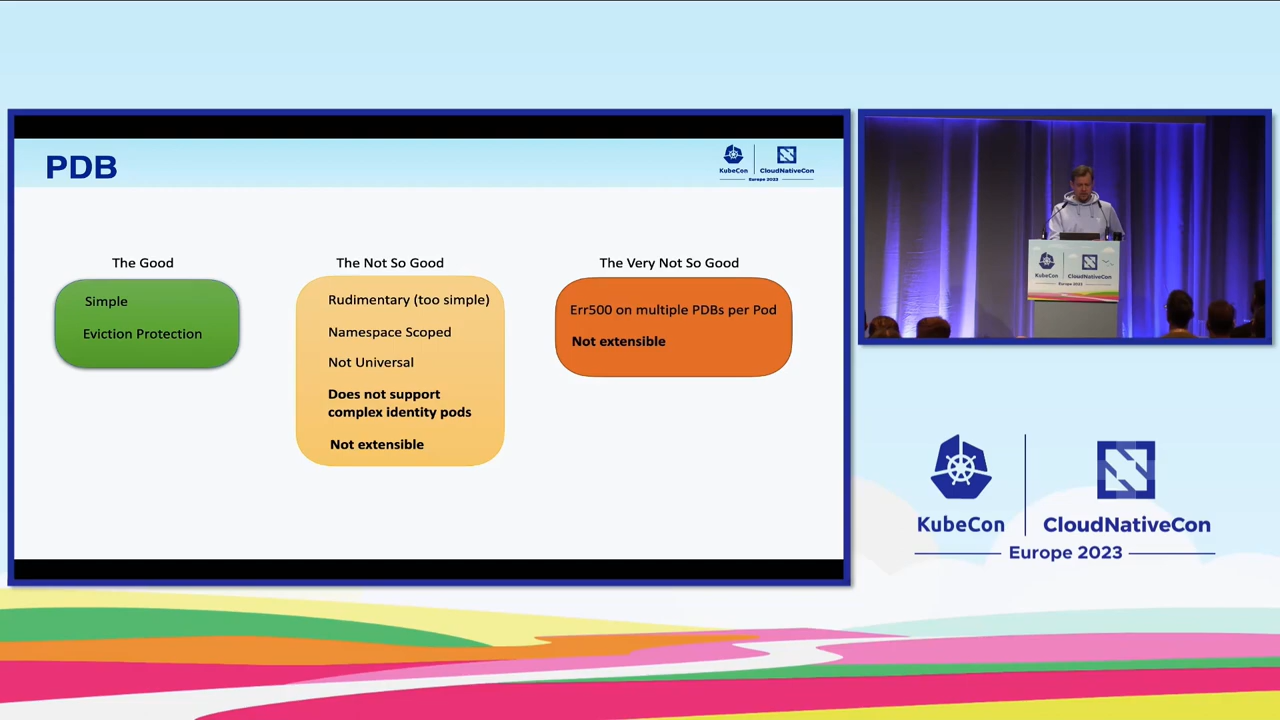 PDB
KubeCon
CloudNativeCon
Europe 2023
The Good
Simple
Eviction Protection
The Not So Good
Rudimentary (too simple)
Namespace Scoped
Not Universal
Does not support
complex identity pods
Not extensible
The Very Not So Good
Err500 on multiple PDBs per Pod
Not extensible
KubeCon
CloudNativeCon
Europe 2023
KubeCon
CloudNativeCon
Europe 2023